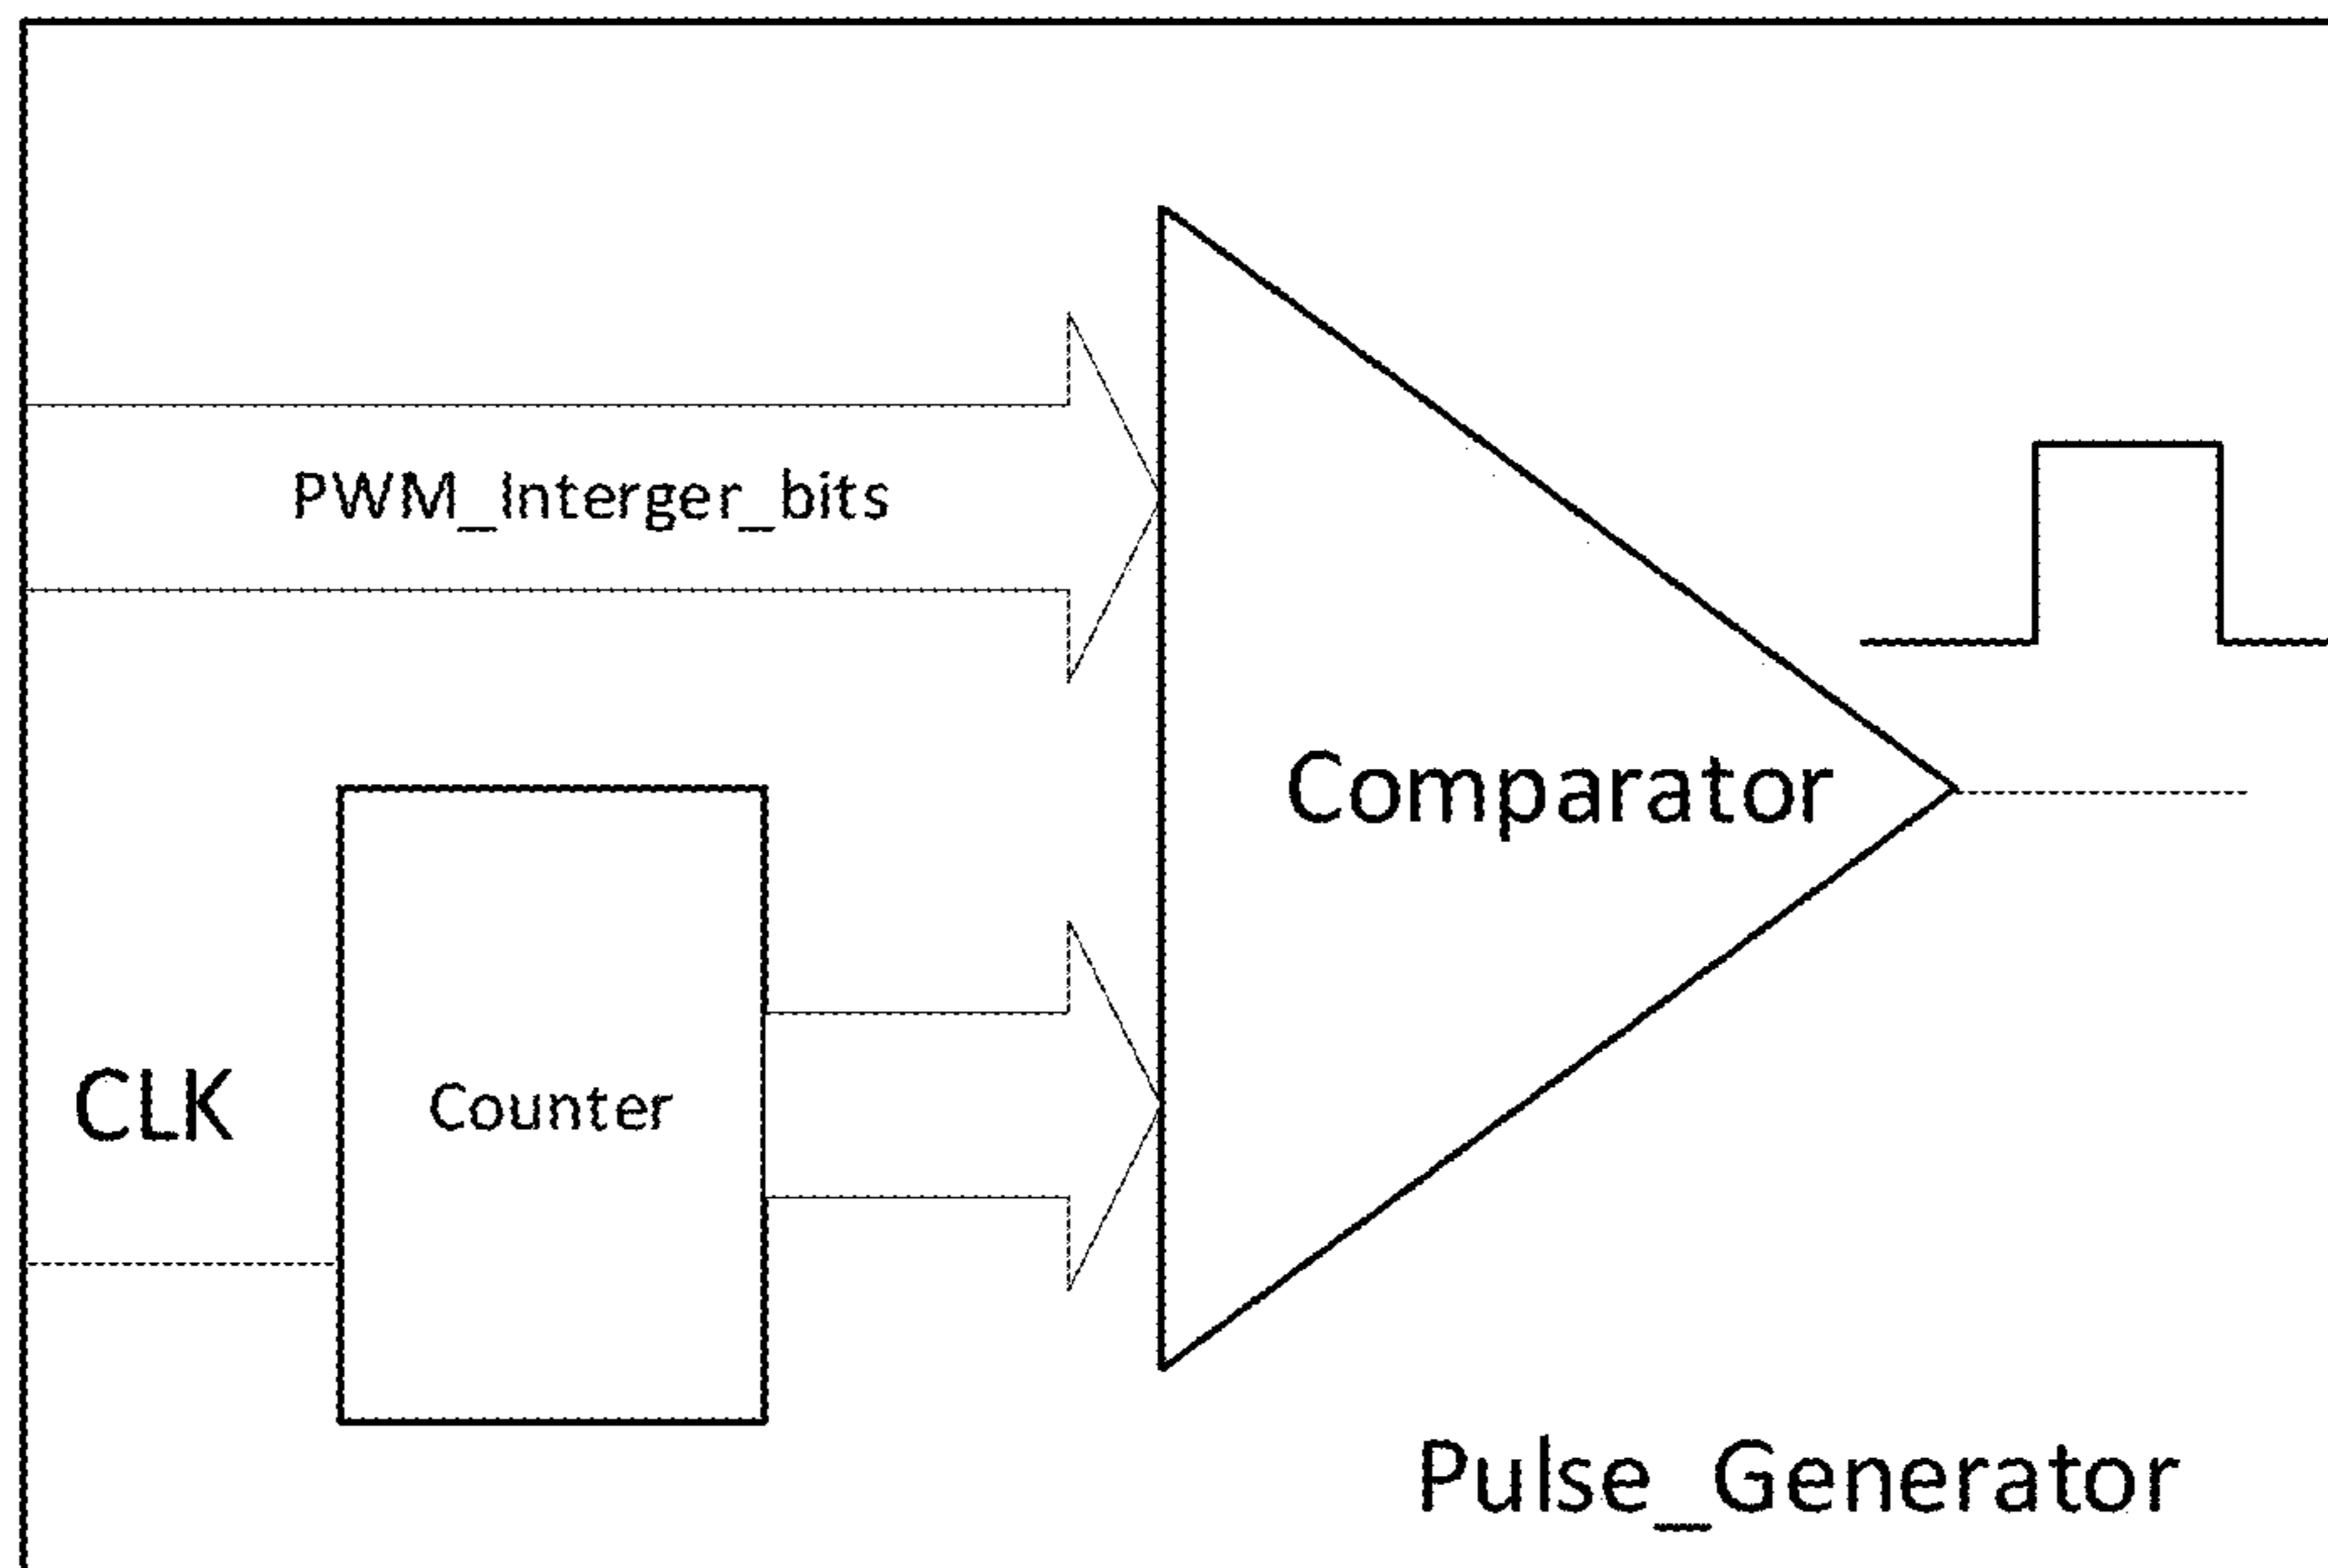 PWM_Interger_bits
Comparator
CLK
Counter
Pulse_Generator